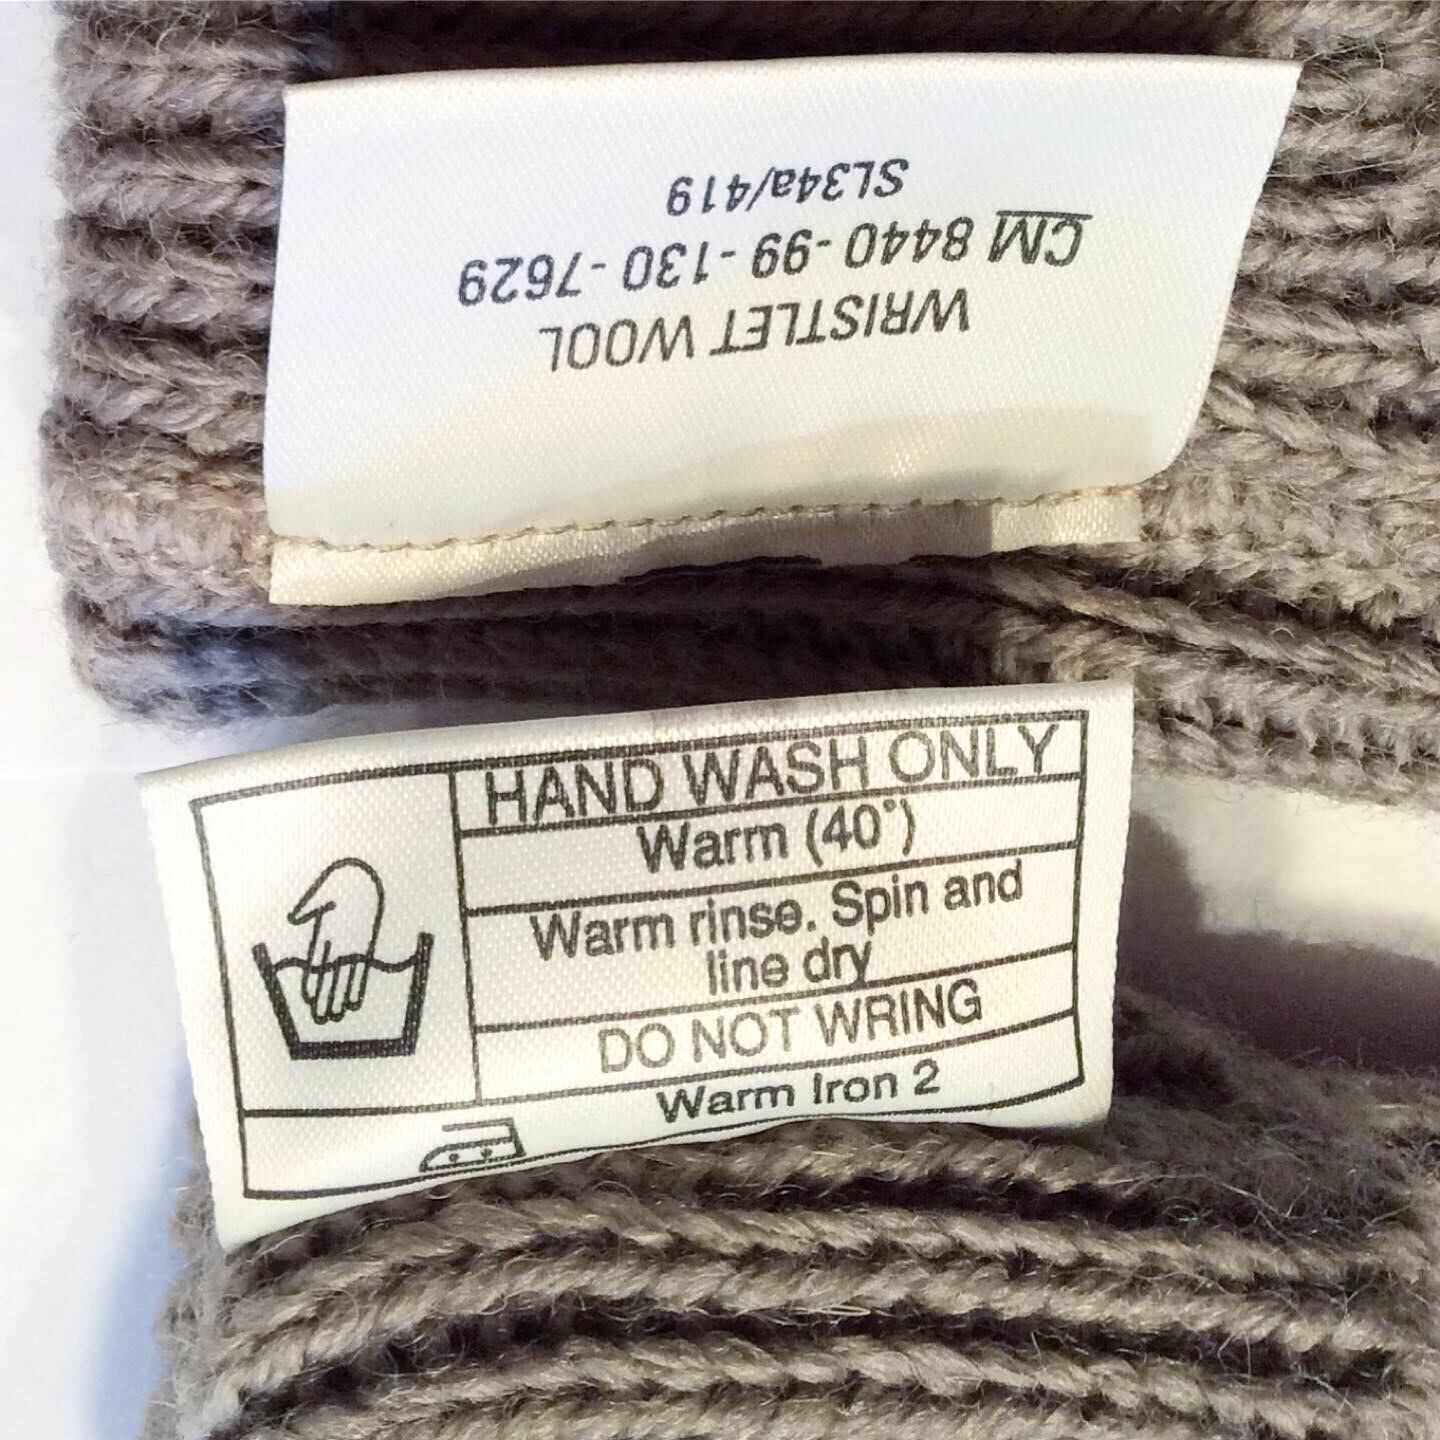 WRISTLET WOOL
CM 8440-99-130-7629
SL34a/419
HAND WASH ONLY
Warm (40°)
Warm rinse. Spin and
line dry
DO NOT WRING
Warm Iron 2